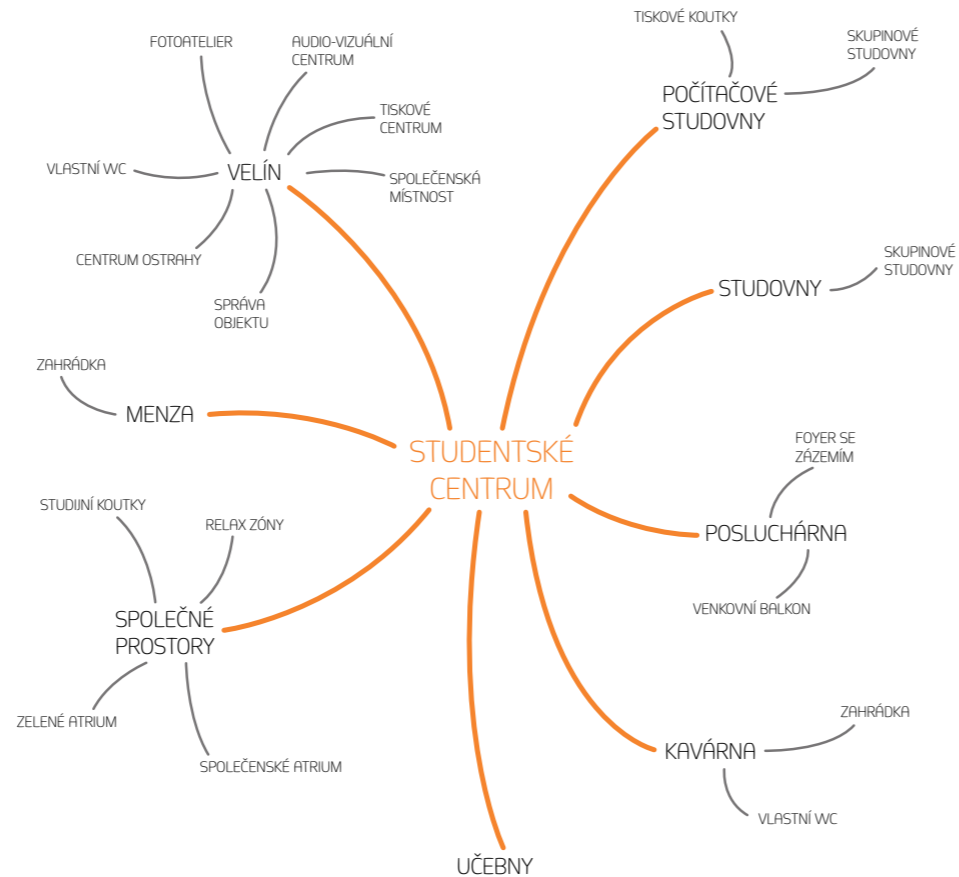 TISKOVÉ KOUTKY
SKUPINOVÉ
STUDOVNY
POČÍTAČOVÉ
STUDOVNY
FOTOATELIER
AUDIO-VIZUÁLNÍ
CENTRUM
TISKOVÉ
CENTRUM
VLASTNÍ WC
VELÍN
SPOLEČENSKÁ
MÍSTNOST
CENTRUM OSTRAHY
SPRÁVA
OBJEKTU
SKUPINOVÉ
STUDOVNY
STUDOVNY
ZAHRÁDKA
MENZA
STUDENTSKÉ
CENTRUM
FOYER SE
ZÁZEMÍM
POSLUCHÁRNA
VENKOVNÍ BALKON
STUDIJNÍ KOUTKY
RELAX ZÓNY
SPOLEČNÉ
PROSTORY
ZELENÉ ATRIUM
SPOLEČENSKÉ ATRIUM
ZAHRÁDKA
KAVÁRNA
VLASTNÍ WC
UČEBNY